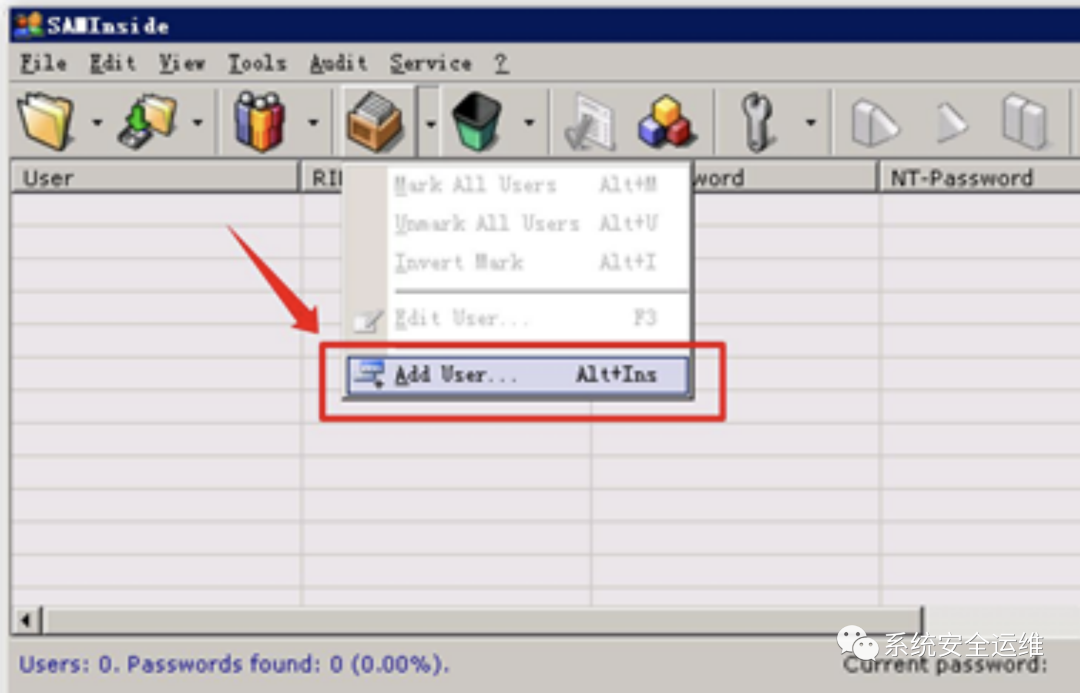 SAMInside
File Edit View Tools Audit Service ?
User
NT-Password
Mark All Users Alt+M
Unmark All Users Alt+U
Invert Mark Alt+I
Edit User... F3
Add User... Alt+Ins
Users: 0. Passwords found: 0 (0.00%).
系统安全运维
Current password: